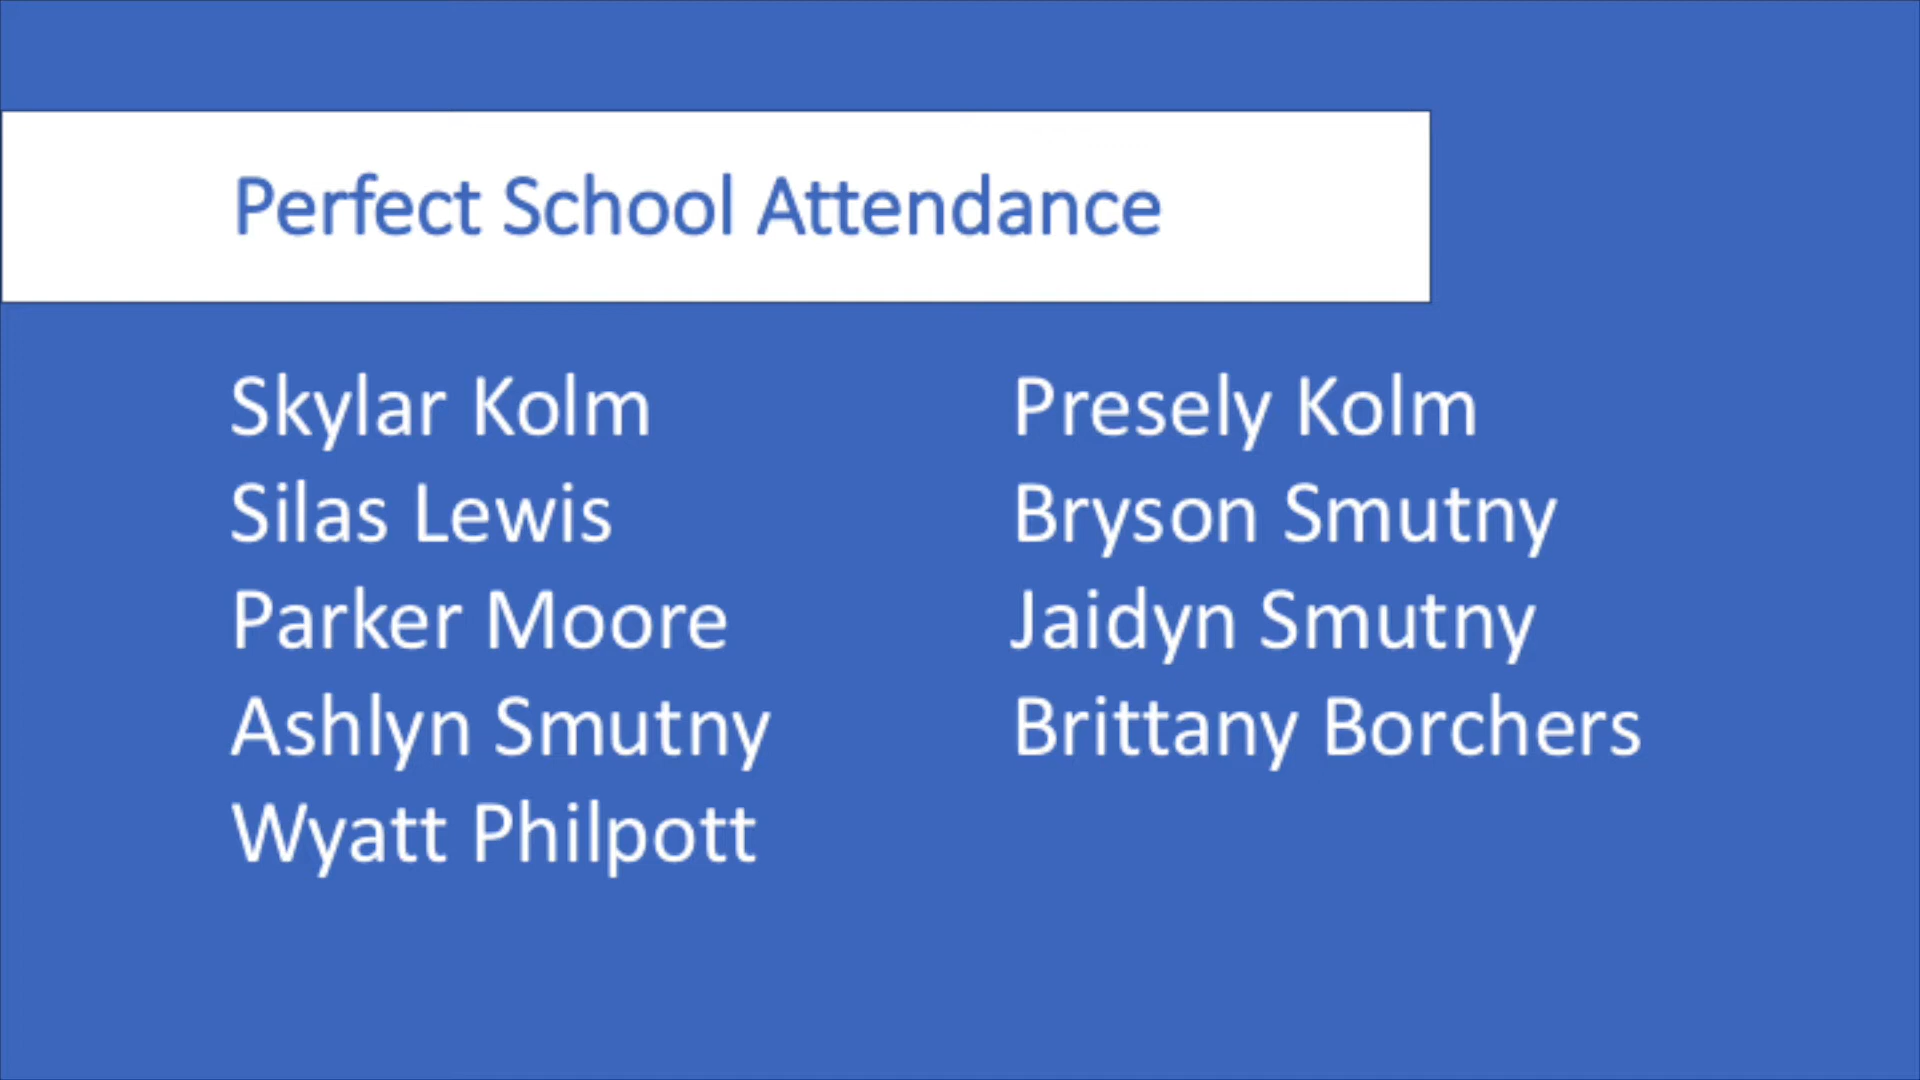 Perfect School Attendance
Skylar Kolm
Silas Lewis
Parker Moore
Ashlyn Smutny
Wyatt Philpott
Presely Kolm
Bryson Smutny
Jaidyn Smutny
Brittany Borchers